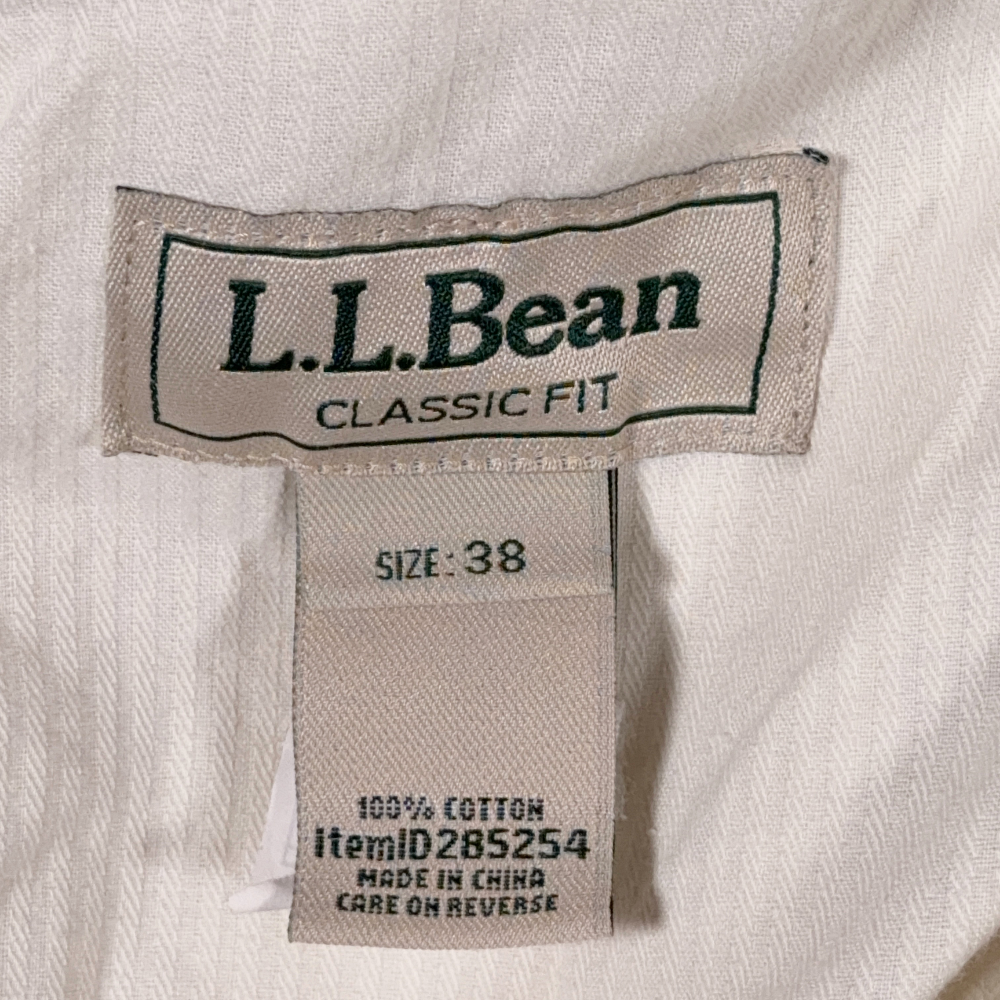 L.L.Bean
CLASSIC FIT
SIZE: 38
100% COTTON
ItemID285254
MADE IN CHINA
CARE ON REVERSE